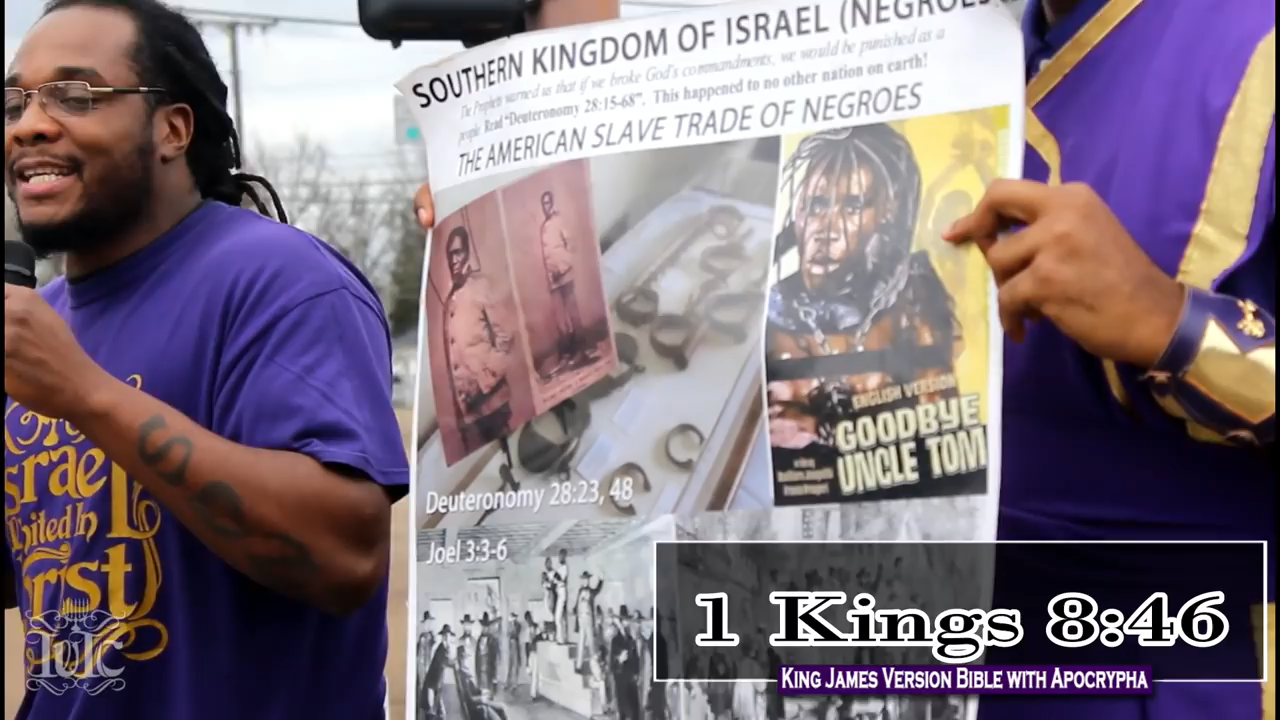 SOUTHERN KINGDOM OF ISRAEL (NEGROES
The Prophets warned us that if we broke God's commandments, we would be punished as a
people Read "Deuteronomy 28:15-68". This happened to no other nation on earth!
THE AMERICAN SLAVE TRADE OF NEGROES
ENGLISH VERSION
GOODBYE
UNCLE TOM
Deuteronomy 28:23, 48
Joel 3:3-6
Israel
United In
Christ
IUIC
1 Kings 8:46
KING JAMES VERSION BIBLE WITH APOCRYPHA